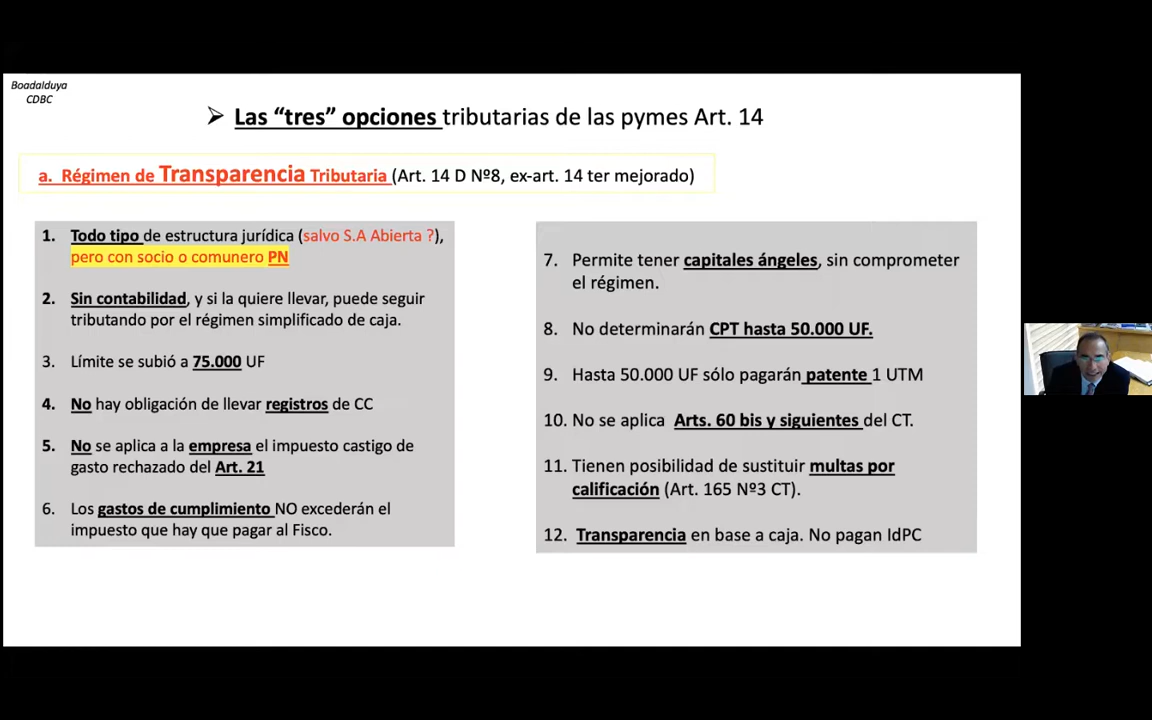 Boadalduya
CDBC
➢ Las “tres” opciones tributarias de las pymes Art. 14
a. Régimen de Transparencia Tributaria (Art. 14 D Nº8, ex-art. 14 ter mejorado)
1. Todo tipo de estructura jurídica (salvo S.A Abierta ?),
pero con socio o comunero PN
2. Sin contabilidad, y si la quiere llevar, puede seguir
tributando por el régimen simplificado de caja.
3. Límite se subió a 75.000 UF
4. No hay obligación de llevar registros de CC
5. No se aplica a la empresa el impuesto castigo de
gasto rechazado del Art. 21
6. Los gastos de cumplimiento NO excederán el
impuesto que hay que pagar al Fisco.
7. Permite tener capitales ángeles, sin comprometer
el régimen.
8. No determinarán CPT hasta 50.000 UF.
9. Hasta 50.000 UF sólo pagarán patente 1 UTM
10. No se aplica Arts. 60 bis y siguientes del CT.
11. Tienen posibilidad de sustituir multas por
calificación (Art. 165 Nº3 CT).
12. Transparencia en base a caja. No pagan IdPC